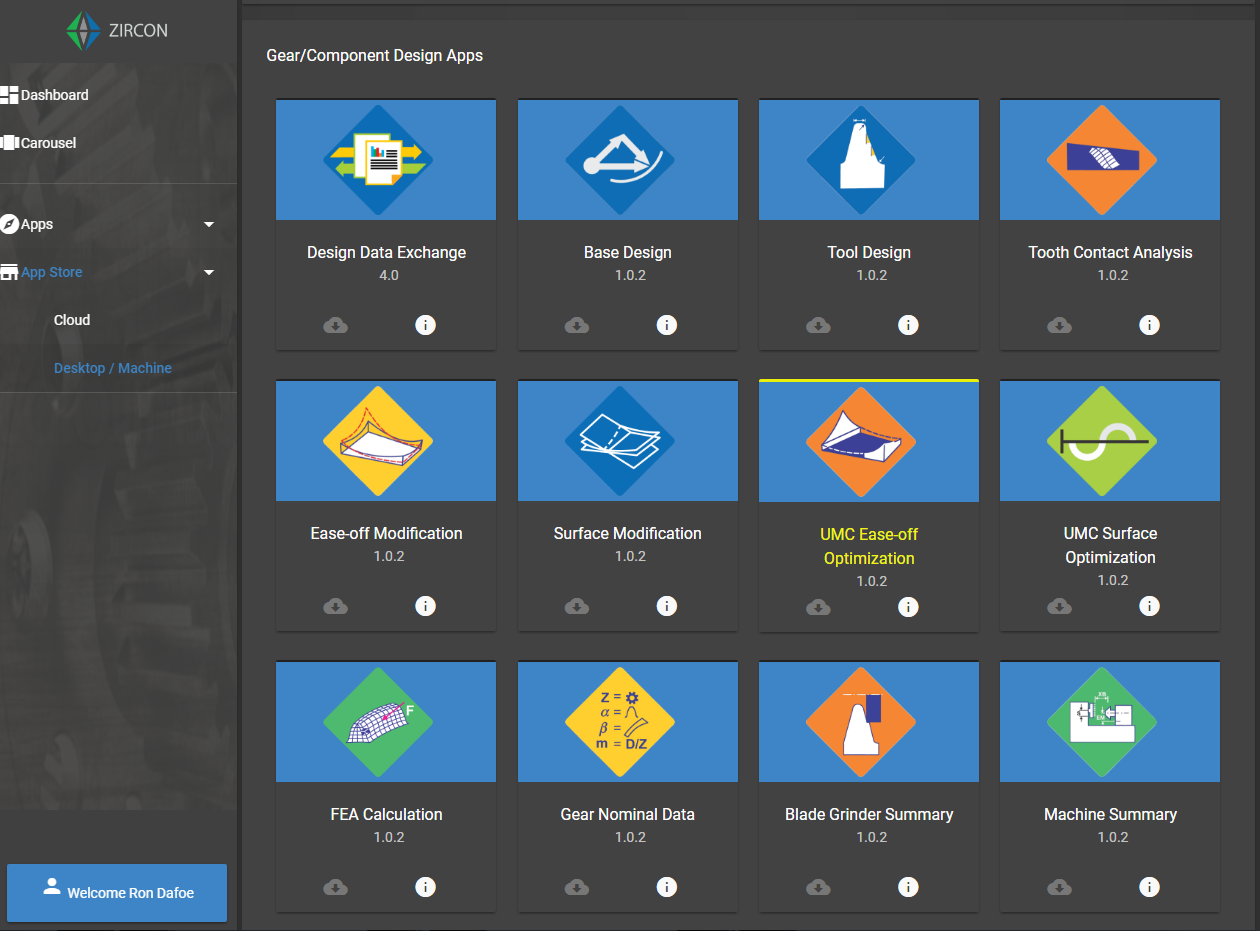 ZIRCON
Dashboard
Carousel
Apps
App Store
Cloud
Desktop / Machine
Welcome Ron Dafoe
Gear/Component Design Apps
Design Data Exchange
4.0
Base Design
1.0.2
Tool Design
1.0.2
Tooth Contact Analysis
1.0.2
Ease-off Modification
1.0.2
Surface Modification
1.0.2
UMC Ease-off
Optimization
1.0.2
UMC Surface
Optimization
1.0.2
F
FEA Calculation
1.0.2
Z =
α =
β =
m = D/Z
Gear Nominal Data
1.0.2
Blade Grinder Summary
1.0.2
Machine Summary
1.0.2